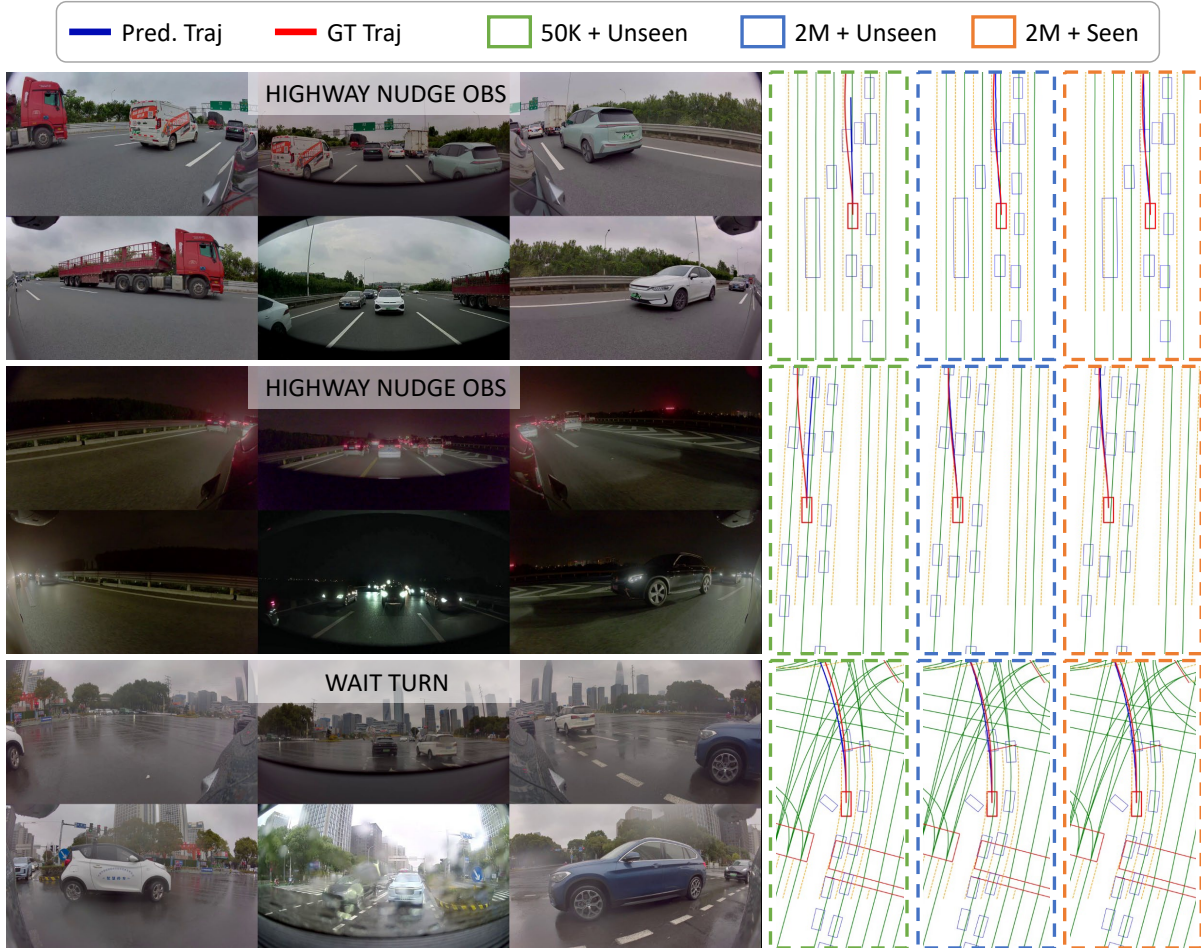 Pred. Traj
GT Traj
50K + Unseen
2M + Unseen
2M + Seen
HIGHWAY NUDGE OBS
HIGHWAY NUDGE OBS
WAIT TURN